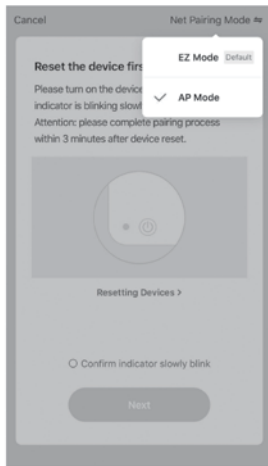 Cancel
Net Pairing Mode ⇋
EZ Mode Default
AP Mode
Reset the device firs
Please turn on the device
indicator is blinking slowl
Attention: please complete pairing process
within 3 minutes after device reset.
Resetting Devices >
Confirm indicator slowly blink
Next